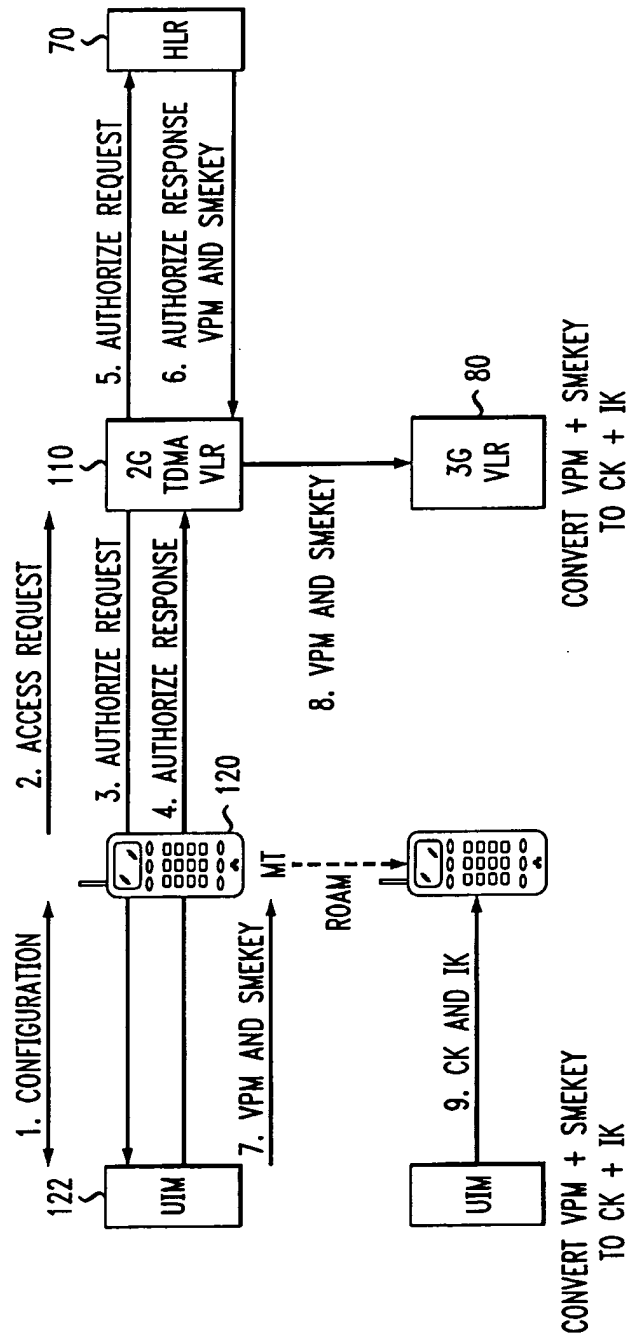 1. CONFIGURATION
2. ACCESS REQUEST
122
UIM
3. AUTHORIZE REQUEST
4. AUTHORIZE RESPONSE
120
MT
110
2G
TDMA
VLR
5. AUTHORIZE REQUEST
6. AUTHORIZE RESPONSE
VPM AND SMEKEY
70
HLR
7. VPM AND SMEKEY
ROAM
8. VPM AND SMEKEY
UIM
9. CK AND IK
80
3G
VLR
CONVERT VPM + SMEKEY
TO CK + IK
CONVERT VPM + SMEKEY
TO CK + IK